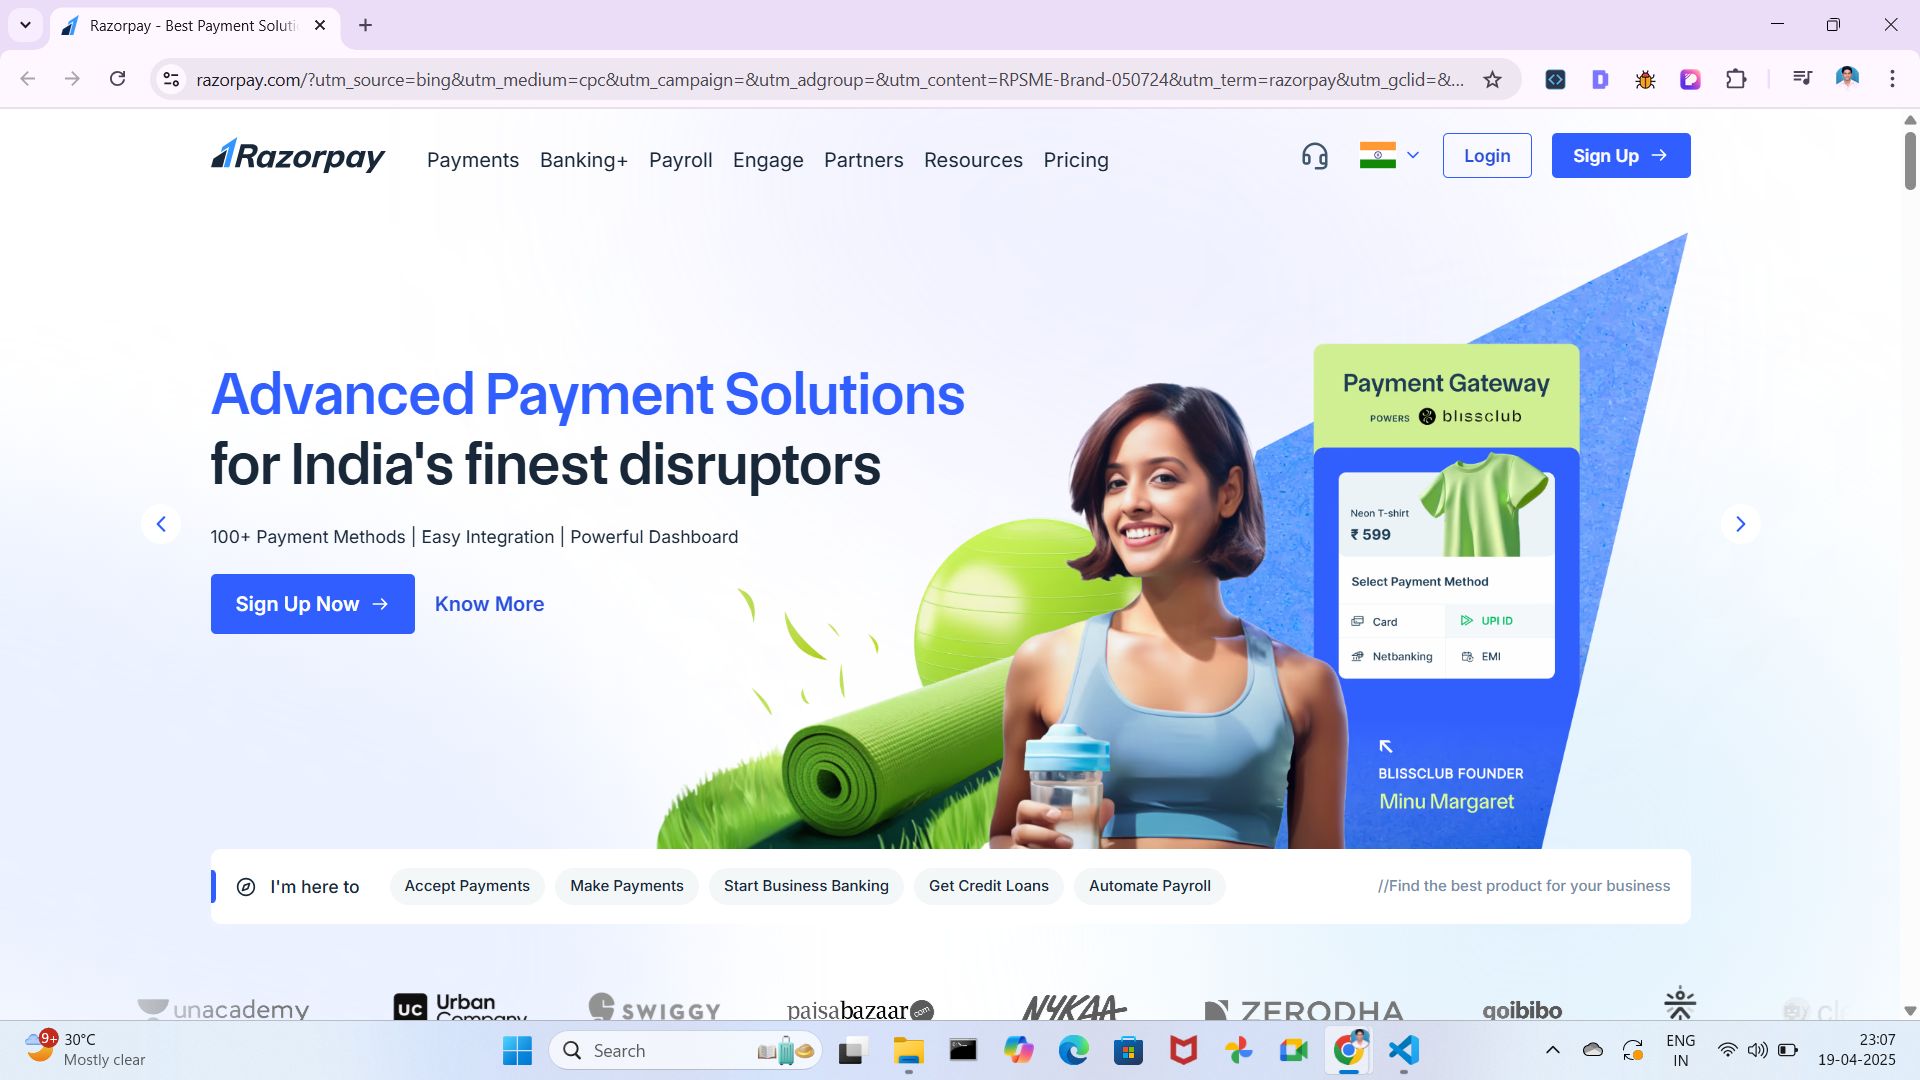 Razorpay - Best Payment Soluti
razorpay.com/?utm_source=bing&utm_medium=cpc&utm_campaign=&utm_adgroup=&utm_content=RPSME-Brand-050724&utm_term=razorpay&utm_gclid=&...
Razorpay
Payments Banking+ Payroll Engage Partners Resources Pricing
Login
Sign Up
Advanced Payment Solutions
for India's finest disruptors
100+ Payment Methods | Easy Integration | Powerful Dashboard
Sign Up Now
Know More
Payment Gateway
POWERS blissclub
Neon T-shirt
₹ 599
Select Payment Method
Card UPI ID
Netbanking EMI
BLISSCLUB FOUNDER
Minu Margaret
I'm here to Accept Payments Make Payments Start Business Banking Get Credit Loans Automate Payroll //Find the best product for your business
unacademy UC Urban Company SWIGGY paisabazaar.com NYKAA ZERODHA goibibo
9+ 30°C
Mostly clear
Search
ENG
IN
23:07
19-04-2025